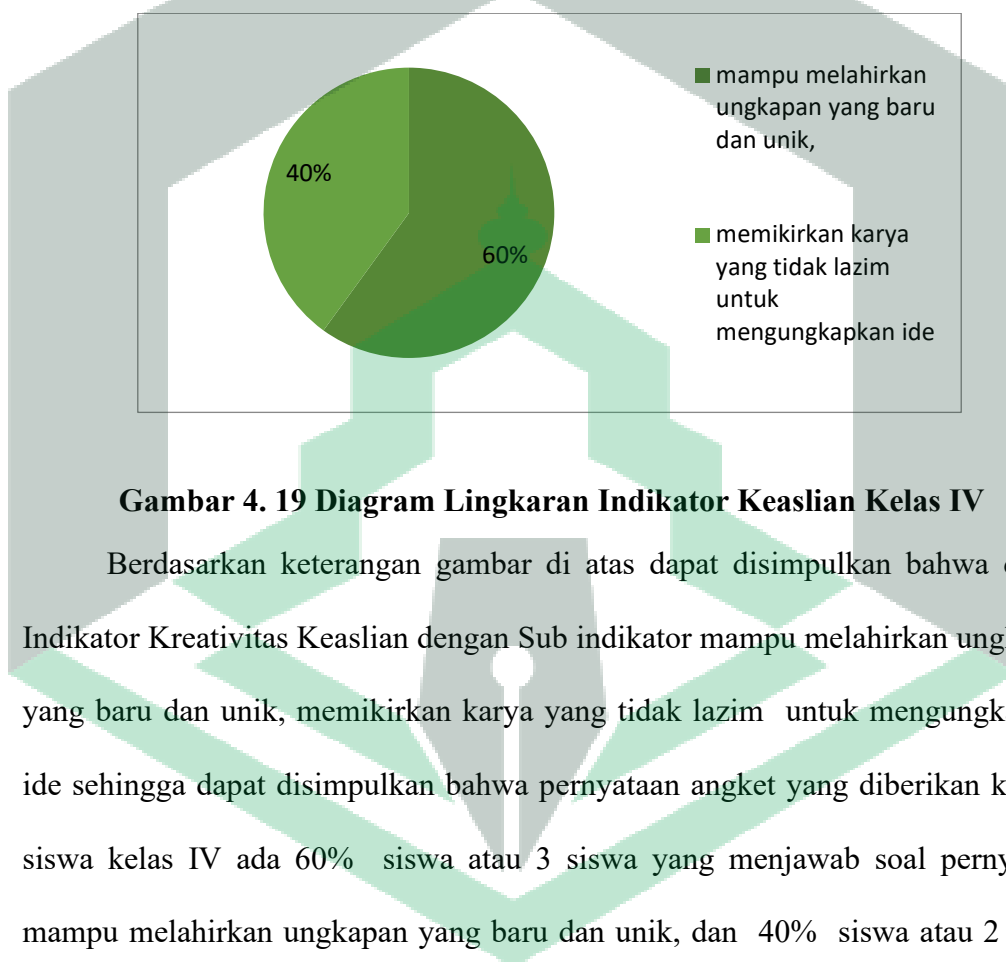 mampu melahirkan
ungkapan yang baru
dan unik,
40%
60%
memikirkan karya
yang tidak lazim
untuk
mengungkapkan ide
Gambar 4. 19 Diagram Lingkaran Indikator Keaslian Kelas IV
Berdasarkan keterangan gambar di atas dapat disimpulkan bahwa
Indikator Kreativitas Keaslian dengan Sub indikator mampu melahirkan
yang baru dan unik, memikirkan karya yang tidak lazim untuk
ide sehingga dapat disimpulkan bahwa pernyataan angket yang diberikan
siswa kelas IV ada 60% siswa atau 3 siswa yang menjawab soal
mampu melahirkan ungkapan yang baru dan unik, dan 40% siswa atau 2